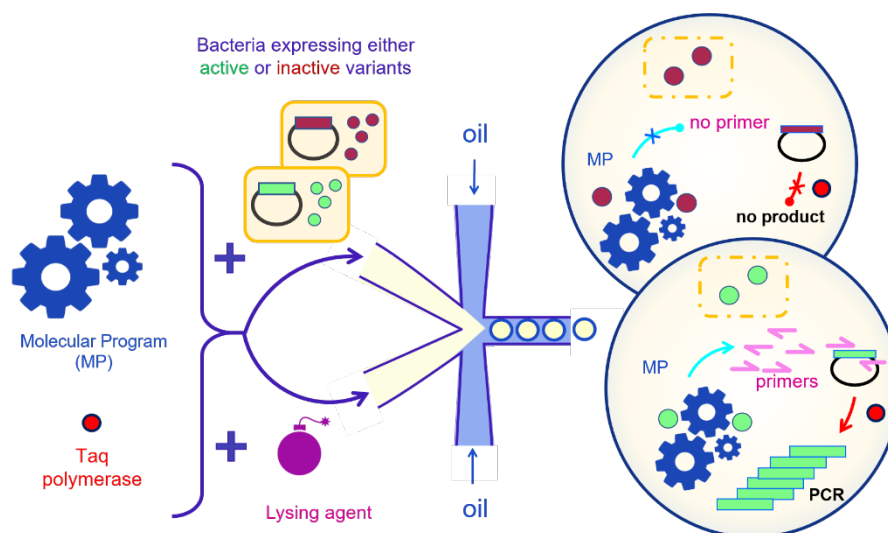 Bacteria expressing either
active or inactive variants
oil
no primer
MP
no product
Molecular Program
(MP)
MP
primers
Taq
polymerase
Lysing agent
oil
PCR